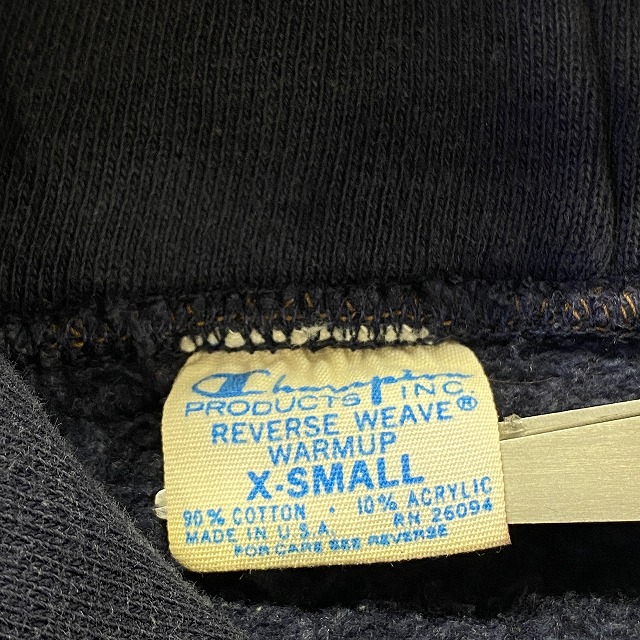 Champion
PRODUCTS INC.
REVERSE WEAVE®
WARMUP
X-SMALL
90% COTTON • 10% ACRYLIC
MADE IN U.S.A. RN 26094
FOR CARE SEE REVERSE